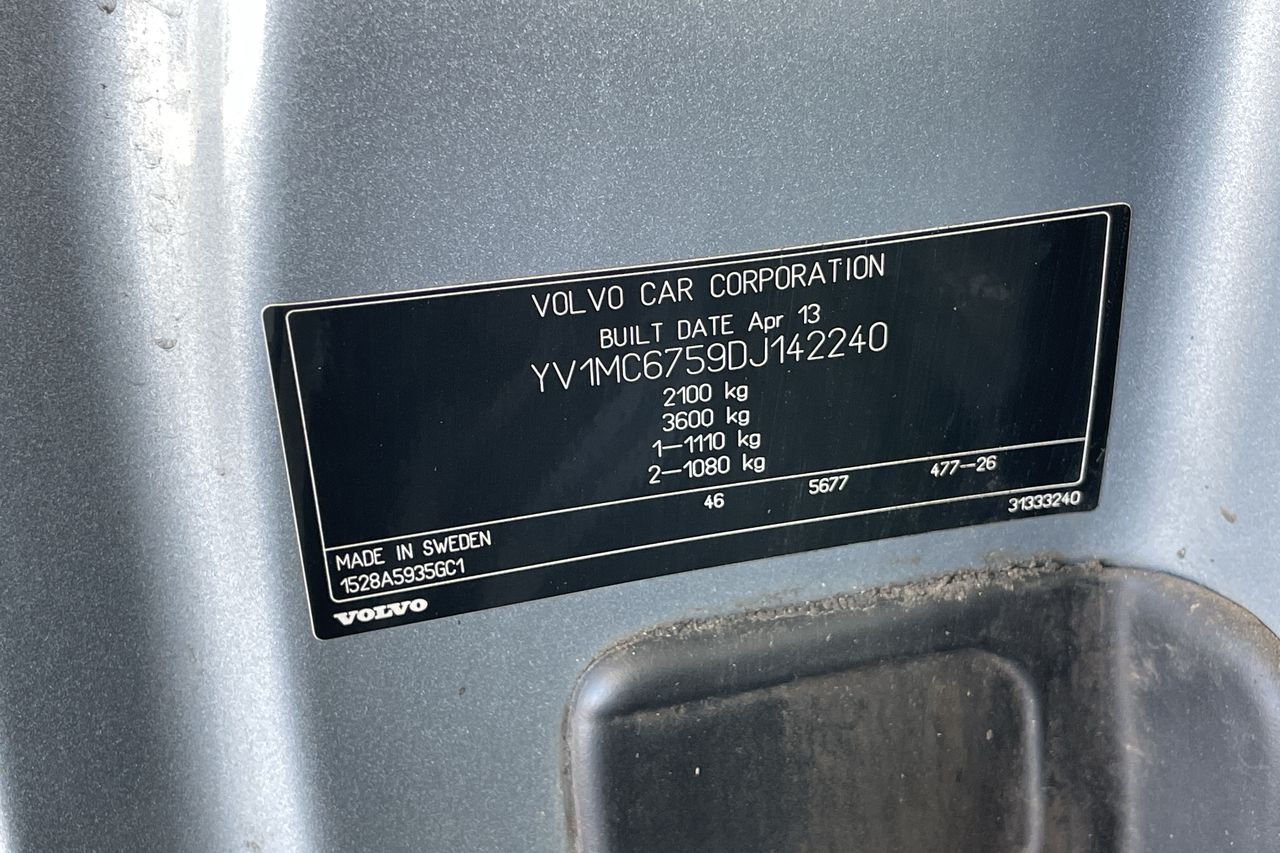 VOLVO CAR CORPORATION
BUILT DATE Apr 13
YV1MC6759DJ142240
2100 kg
3600 kg
1-1110 kg
2-1080 kg
46 5677 477--26
MADE IN SWEDEN
1528A5935GC1
31333240
VOLVO